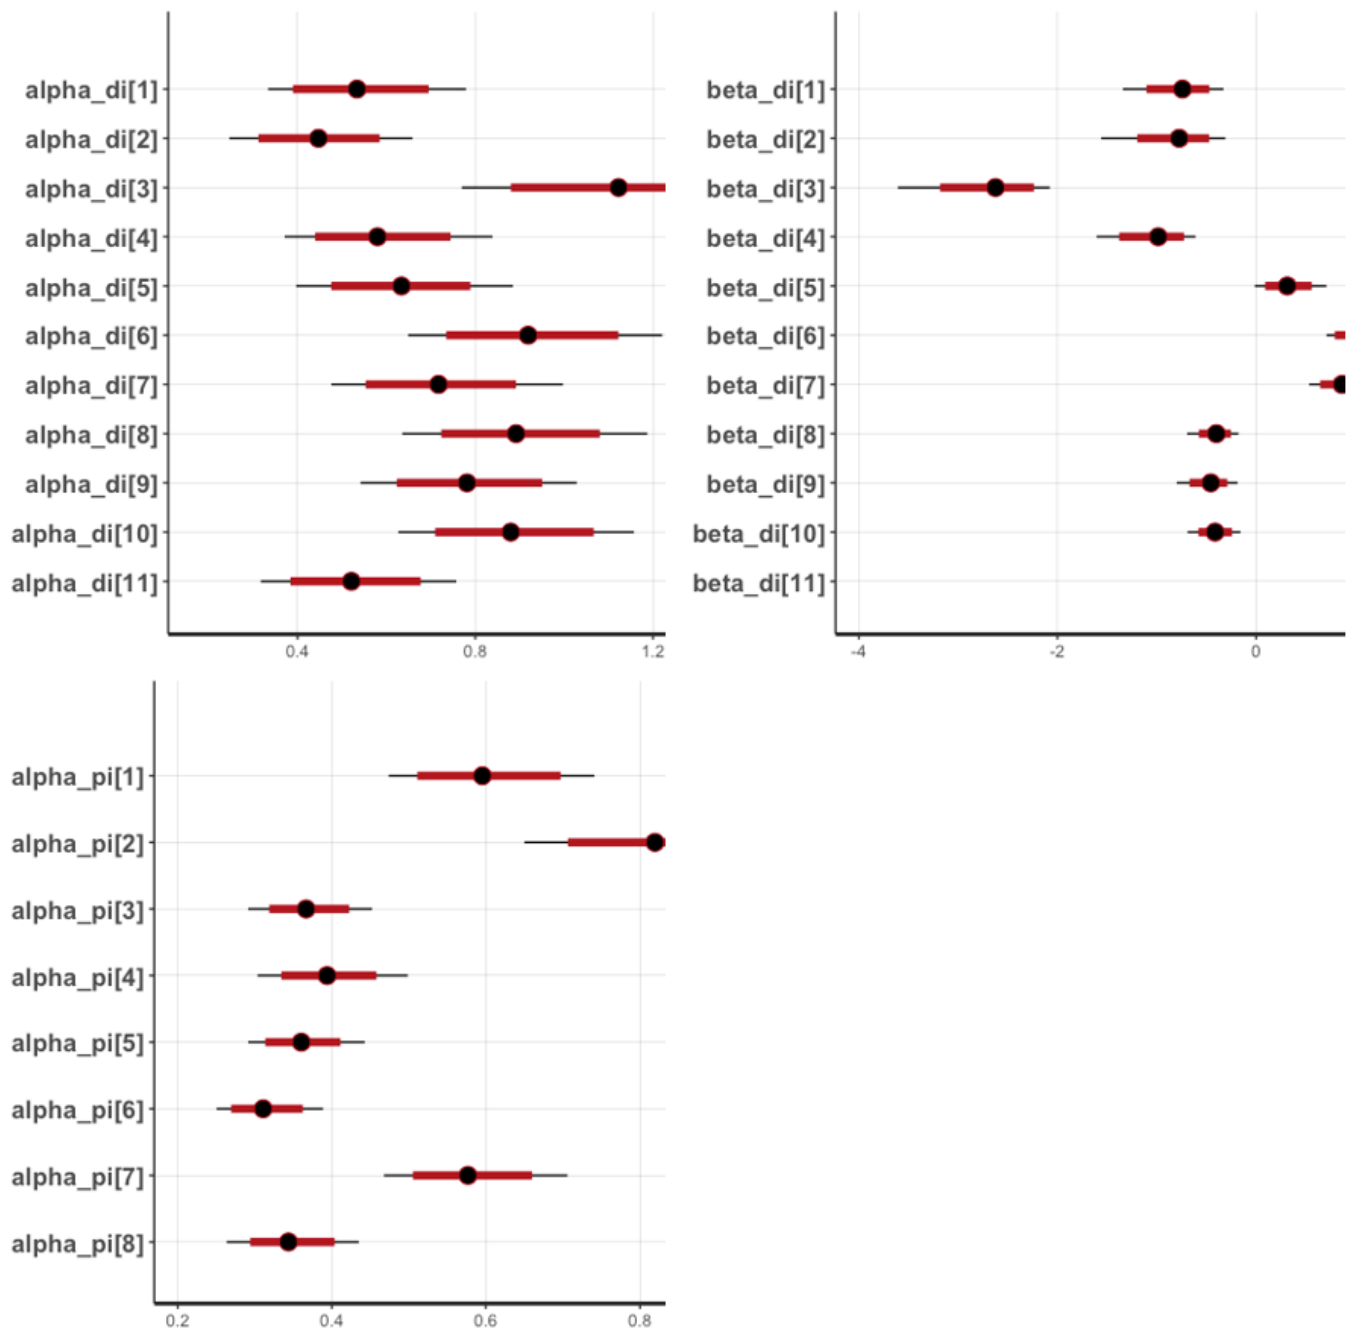 alpha_di[1]
alpha_di[2]
alpha_di[3]
alpha_di[4]
alpha_di[5]
alpha_di[6]
alpha_di[7]
alpha_di[8]
alpha_di[9]
alpha_di[10]
alpha_di[11]
0.4 0.8 1.2
beta_di[1]
beta_di[2]
beta_di[3]
beta_di[4]
beta_di[5]
beta_di[6]
beta_di[7]
beta_di[8]
beta_di[9]
beta_di[10]
beta_di[11]
-4 -2 0
alpha_pi[1]
alpha_pi[2]
alpha_pi[3]
alpha_pi[4]
alpha_pi[5]
alpha_pi[6]
alpha_pi[7]
alpha_pi[8]
0.2 0.4 0.6 0.8